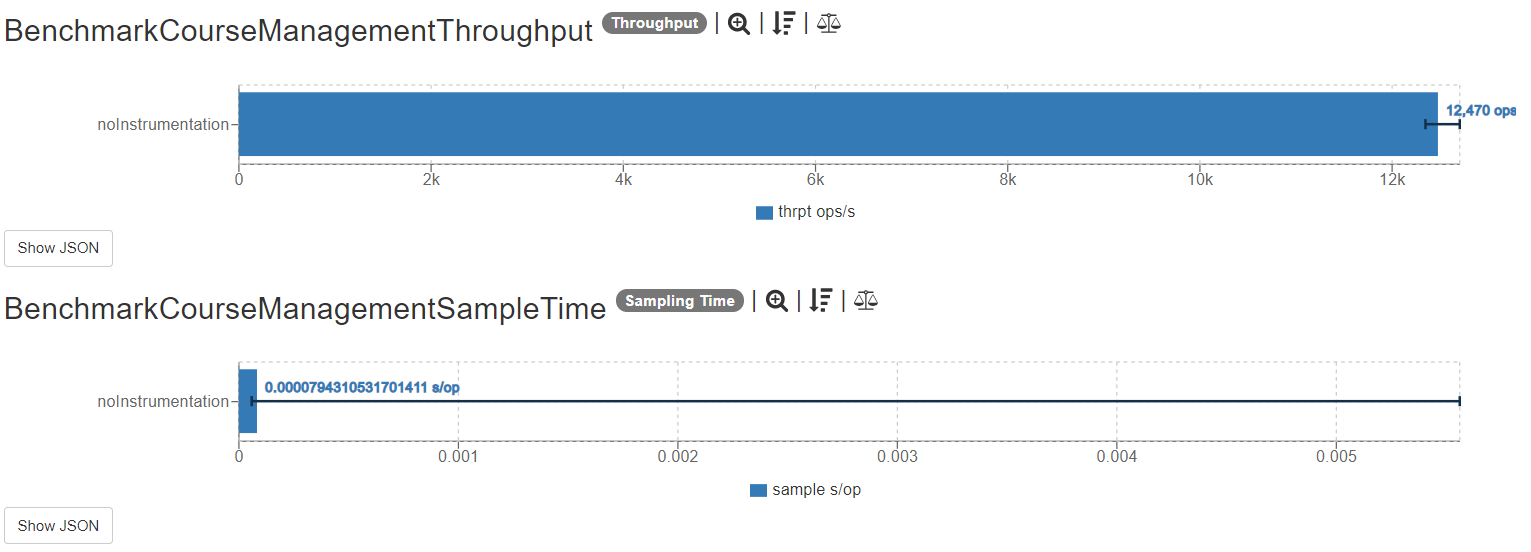 BenchmarkCourseManagementThroughput Throughput | | |
noInstrumentation
12,470 ops
0 2k 4k 6k 8k 10k 12k
thrpt ops/s
Show JSON
BenchmarkCourseManagementSampleTime Sampling Time | | |
noInstrumentation
0.0000794310531701411 s/op
0 0.001 0.002 0.003 0.004 0.005
sample s/op
Show JSON